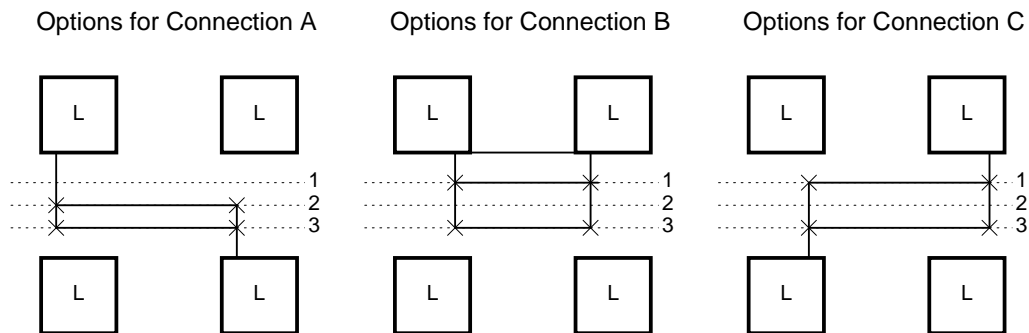 Options for Connection A
Options for Connection B
Options for Connection C
L
L
L
L
L
L
1
2
3
1
2
3
1
2
3
L
L
L
L
L
L